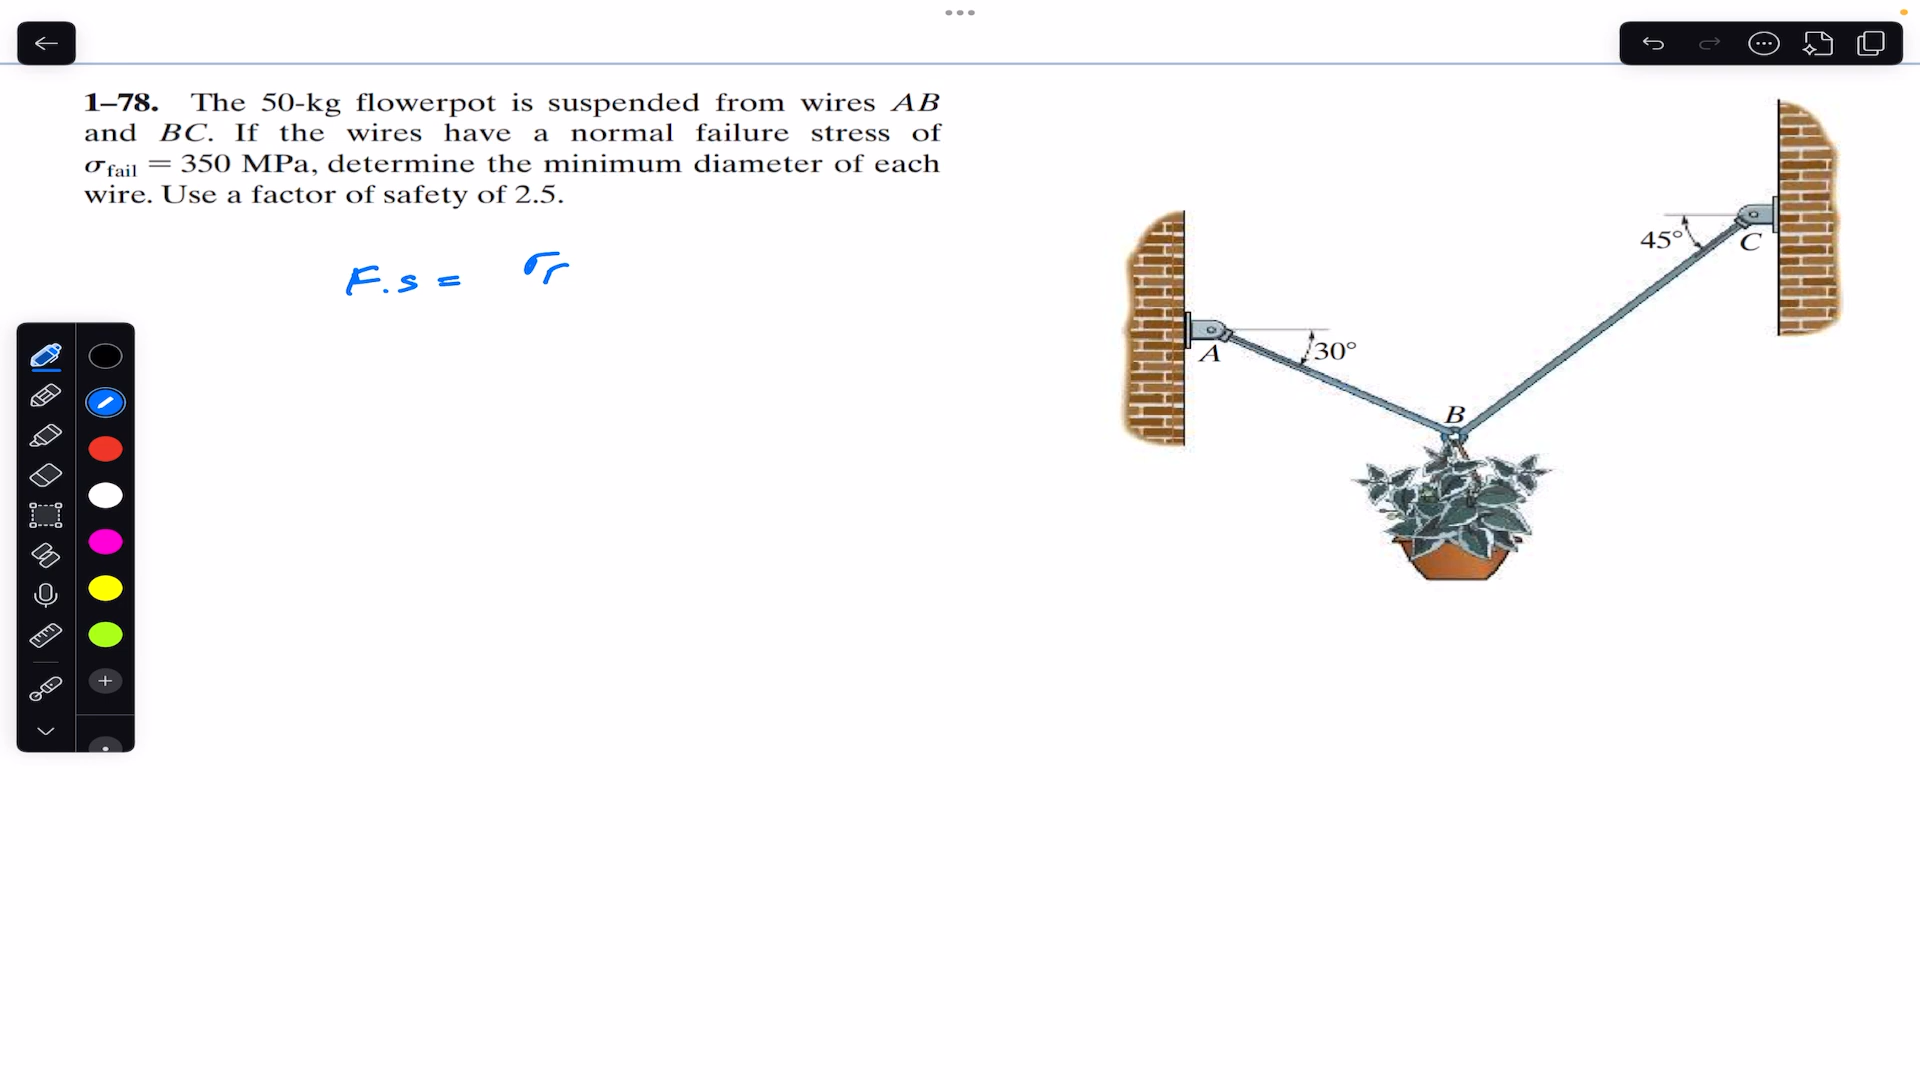 1–78. The 50-kg flowerpot is suspended from wires AB
and BC. If the wires have a normal failure stress of
σfail = 350 MPa, determine the minimum diameter of each
wire. Use a factor of safety of 2.5.
F.s =
45°
C
A
30°
B